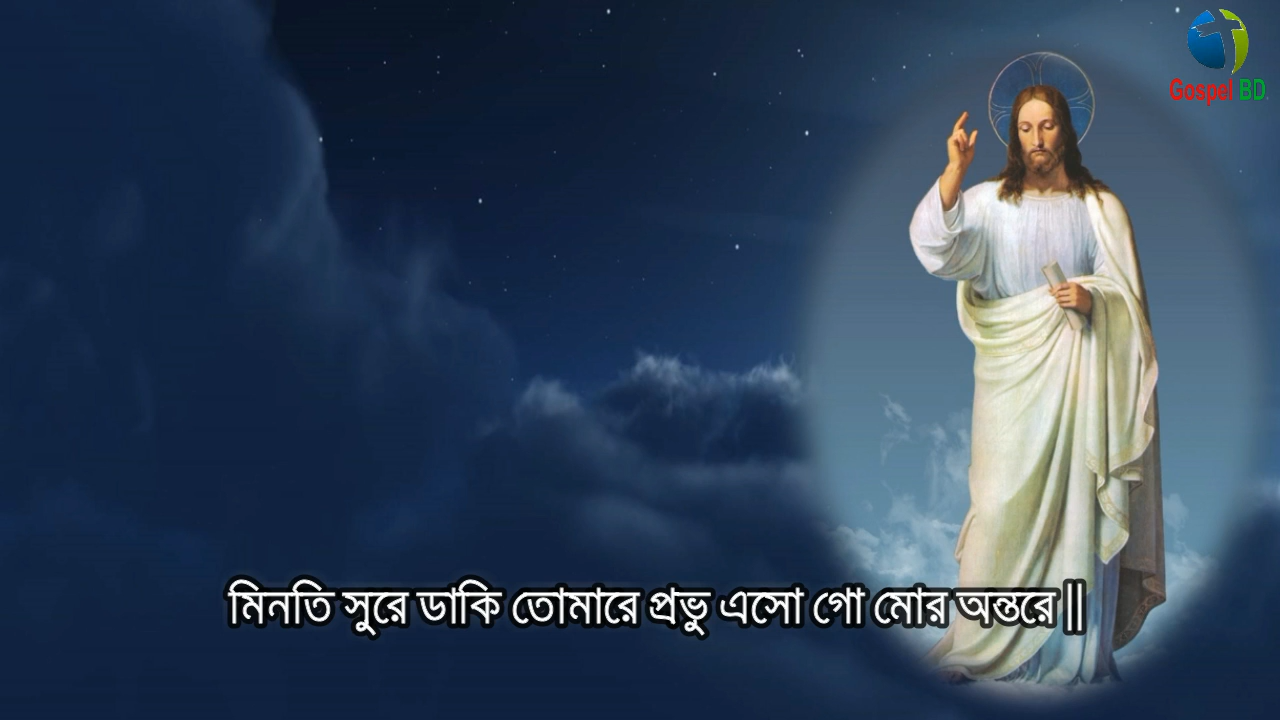 Gospel BD.
মিনতি সুরে ডাকি তোমারে প্রভু এসো গো মোর অন্তরে ||